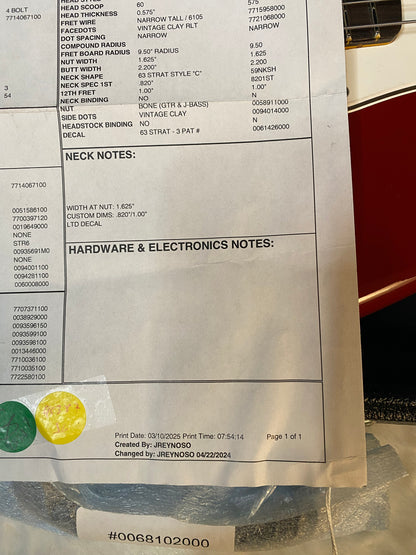 4 BOLT
7714067100
3
54
HEAD SCOOP 60 575"
HEAD THICKNESS 0.575" 7715958000
FRET WIRE NARROW TALL / 6105 7721068000
FACEDOTS VINTAGE CLAY RLT NARROW
DOT SPACING NARROW
COMPOUND RADIUS 9.50
FRET BOARD RADIUS 9.50" RADIUS 1.625
NUT WIDTH 1.625" 2.200"
BUTT WIDTH 2.200" 59NKSH
NECK SHAPE 63 STRAT STYLE "C" 8201ST
NECK SPEC 1ST .820" 1.00"
12TH FRET 1.00" N
NECK BINDING NO 0058911000
NUT BONE (GTR & J-BASS) 0094014000
SIDE DOTS VINTAGE CLAY N
HEADSTOCK BINDING NO 0061426000
DECAL 63 STRAT - 3 PAT #
NECK NOTES:
7714067100
0051586100
7700397120
0019649000
NONE
STR6
00935691M0
NONE
0094001100
0094281100
0060008000
WIDTH AT NUT: 1.625"
CUSTOM DIMS: .820"/1.00"
LTD DECAL
HARDWARE & ELECTRONICS NOTES:
7707371100
0038929000
0093596150
0093599100
0093598100
0013446000
7710036100
7710035100
7722580100
Print Date: 03/10/2025 Print Time: 07:54:14 Page 1 of 1
Created By: JREYNOSO
Changed by: JREYNOSO 04/22/2024
#0068102000